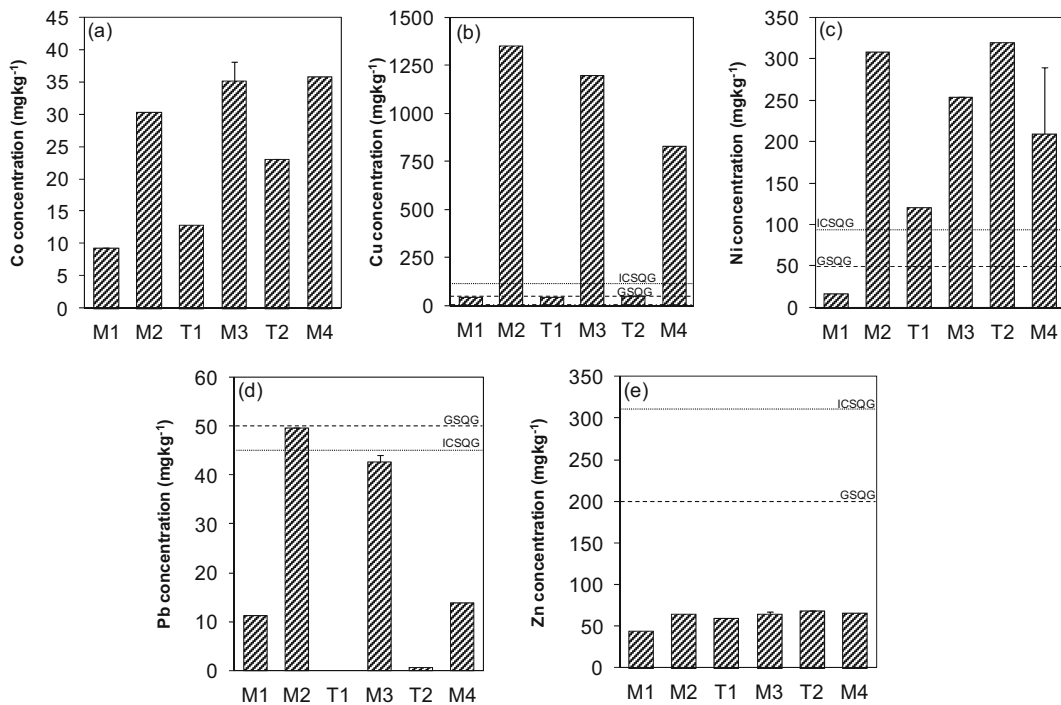 (a)
Co concentration (mgkg⁻¹)
45
40
35
30
25
20
15
10
5
0
M1 M2 T1 M3 T2 M4
(b)
Cu concentration (mgkg⁻¹)
1500
1250
1000
750
500
250
0
ICSQG
GSQG
M1 M2 T1 M3 T2 M4
(c)
Ni concentration (mgkg⁻¹)
350
300
250
200
150
100
50
0
ICSQG
GSQG
M1 M2 T1 M3 T2 M4
(d)
Pb concentration (mgkg⁻¹)
60
50
40
30
20
10
0
GSQG
ICSQG
M1 M2 T1 M3 T2 M4
(e)
Zn concentration (mgkg⁻¹)
350
300
250
200
150
100
50
0
ICSQG
GSQG
M1 M2 T1 M3 T2 M4